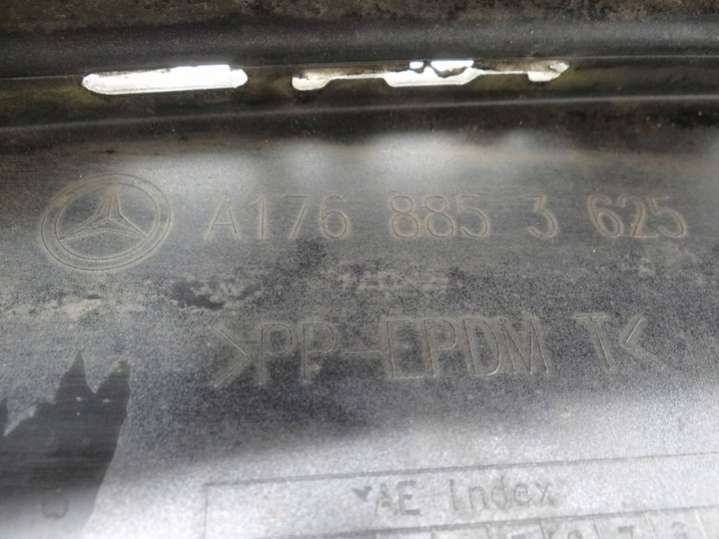 A176 885 3 625
>PP-EPDM T<
AE Index